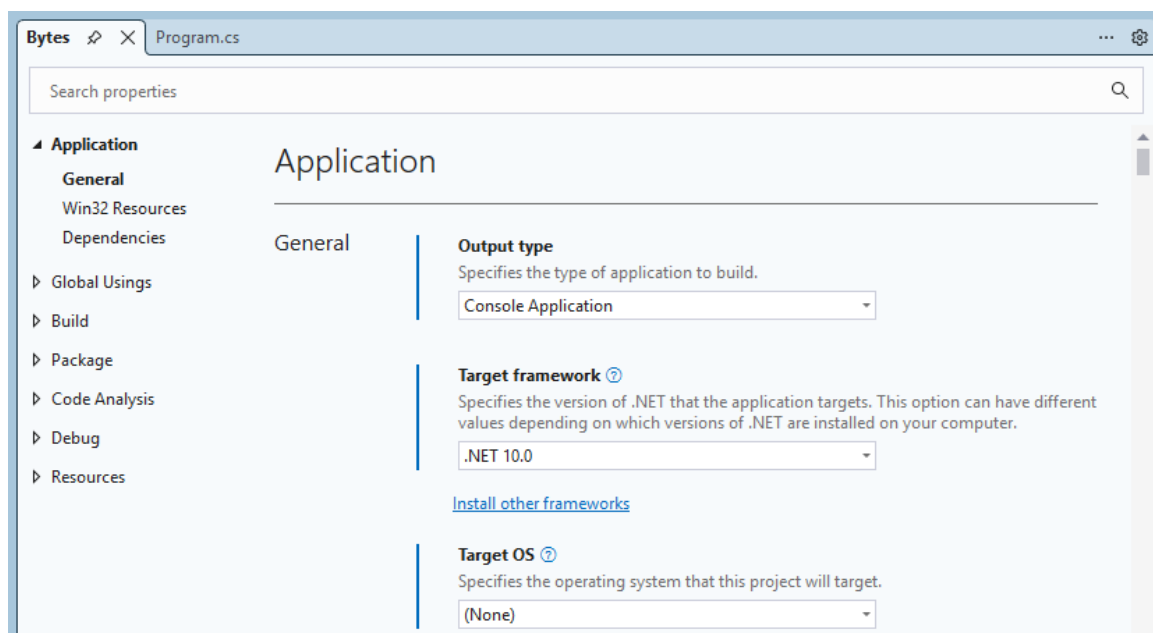 Bytes
Program.cs
...
Search properties
Application
General
Win32 Resources
Dependencies
Global Usings
Build
Package
Code Analysis
Debug
Resources
Application
General
Output type
Specifies the type of application to build.
Console Application
Target framework ?
Specifies the version of .NET that the application targets. This option can have different
values depending on which versions of .NET are installed on your computer.
.NET 10.0
Install other frameworks
Target OS ?
Specifies the operating system that this project will target.
(None)